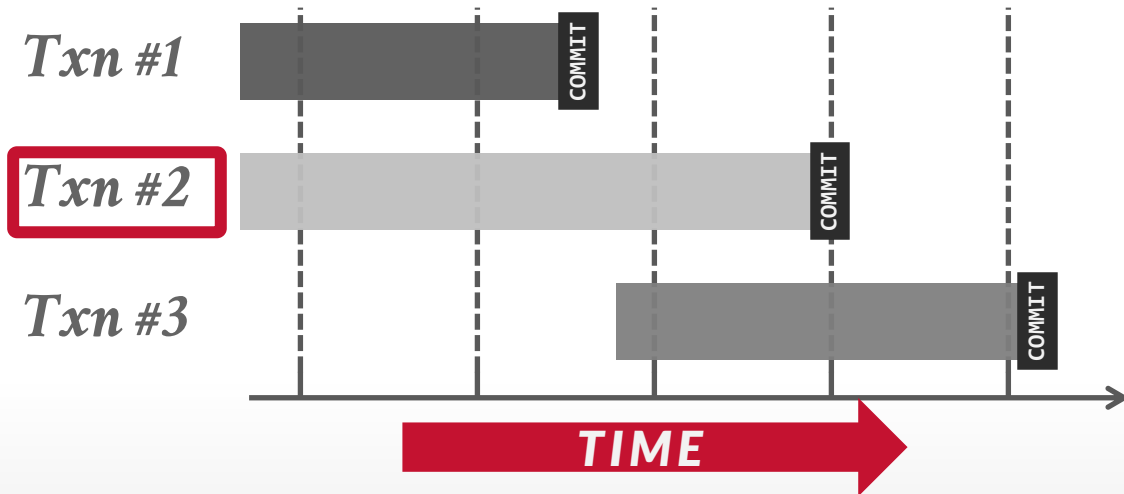 Txn #1
COMMIT
Txn #2
COMMIT
Txn #3
COMMIT
TIME